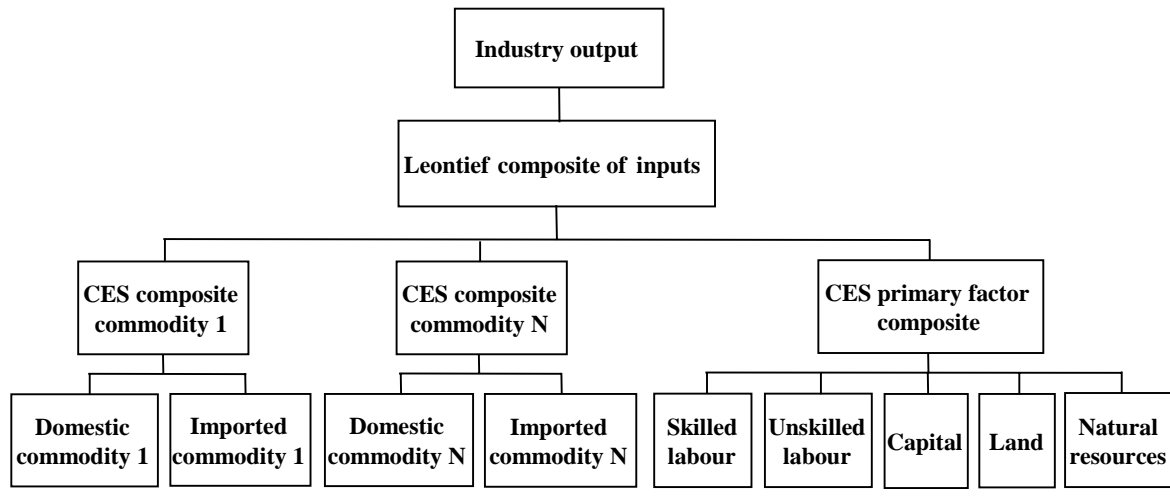 Industry output
Leontief composite of inputs
CES composite
commodity 1
CES composite
commodity N
CES primary factor
composite
Domestic
commodity 1
Imported
commodity 1
Domestic
commodity N
Imported
commodity N
Skilled
labour
Unskilled
labour
Capital
Land
Natural
resources